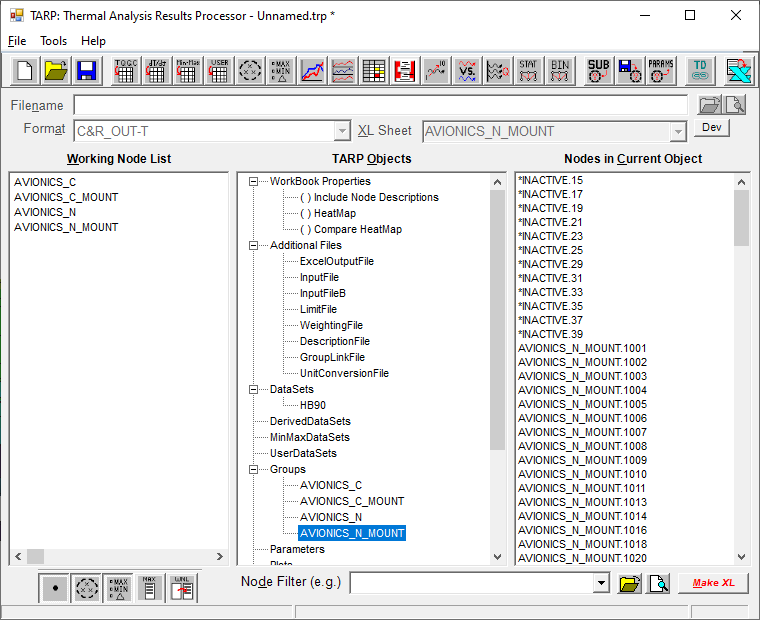 TARP: Thermal Analysis Results Processor - Unnamed.trp *
File Tools Help
TQGC dT/dt Min-Max USER MAX MIN Δ 10 VS. Q STAT BIN SUB PARAMS TD
Filename
Format C&R_OUT-T XL Sheet AVIONICS_N_MOUNT Dev
Working Node List
AVIONICS_C
AVIONICS_C_MOUNT
AVIONICS_N
AVIONICS_N_MOUNT
TARP Objects
WorkBook Properties
( ) Include Node Descriptions
( ) HeatMap
( ) Compare HeatMap
Additional Files
ExcelOutputFile
InputFile
InputFileB
LimitFile
WeightingFile
DescriptionFile
GroupLinkFile
UnitConversionFile
DataSets
HB90
DerivedDataSets
MinMaxDataSets
UserDataSets
Groups
AVIONICS_C
AVIONICS_C_MOUNT
AVIONICS_N
AVIONICS_N_MOUNT
Parameters
Plots
Nodes in Current Object
*INACTIVE.15
*INACTIVE.17
*INACTIVE.19
*INACTIVE.21
*INACTIVE.23
*INACTIVE.25
*INACTIVE.29
*INACTIVE.31
*INACTIVE.33
*INACTIVE.35
*INACTIVE.37
*INACTIVE.39
AVIONICS_N_MOUNT.1001
AVIONICS_N_MOUNT.1002
AVIONICS_N_MOUNT.1003
AVIONICS_N_MOUNT.1004
AVIONICS_N_MOUNT.1005
AVIONICS_N_MOUNT.1006
AVIONICS_N_MOUNT.1007
AVIONICS_N_MOUNT.1008
AVIONICS_N_MOUNT.1009
AVIONICS_N_MOUNT.1010
AVIONICS_N_MOUNT.1011
AVIONICS_N_MOUNT.1013
AVIONICS_N_MOUNT.1014
AVIONICS_N_MOUNT.1016
AVIONICS_N_MOUNT.1018
AVIONICS_N_MOUNT.1020
MAX MIN Δ MAX WNL Node Filter (e.g.) Make XL